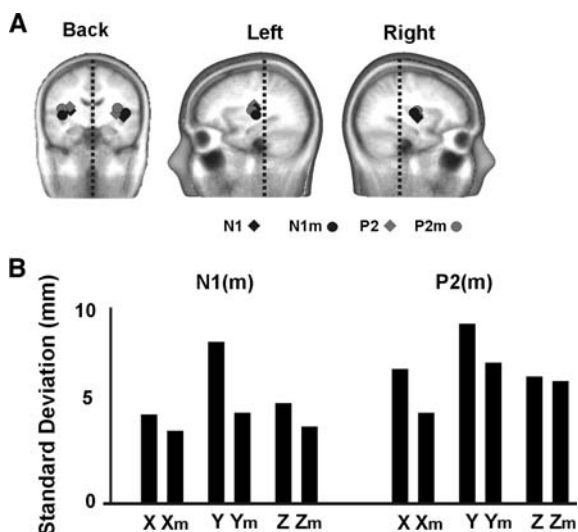 A
Back Left Right
N1 N1m P2 P2m
B
N1(m) P2(m)
Standard Deviation (mm)
10
5
0
X Xm Y Ym Z Zm X Xm Y Ym Z Zm